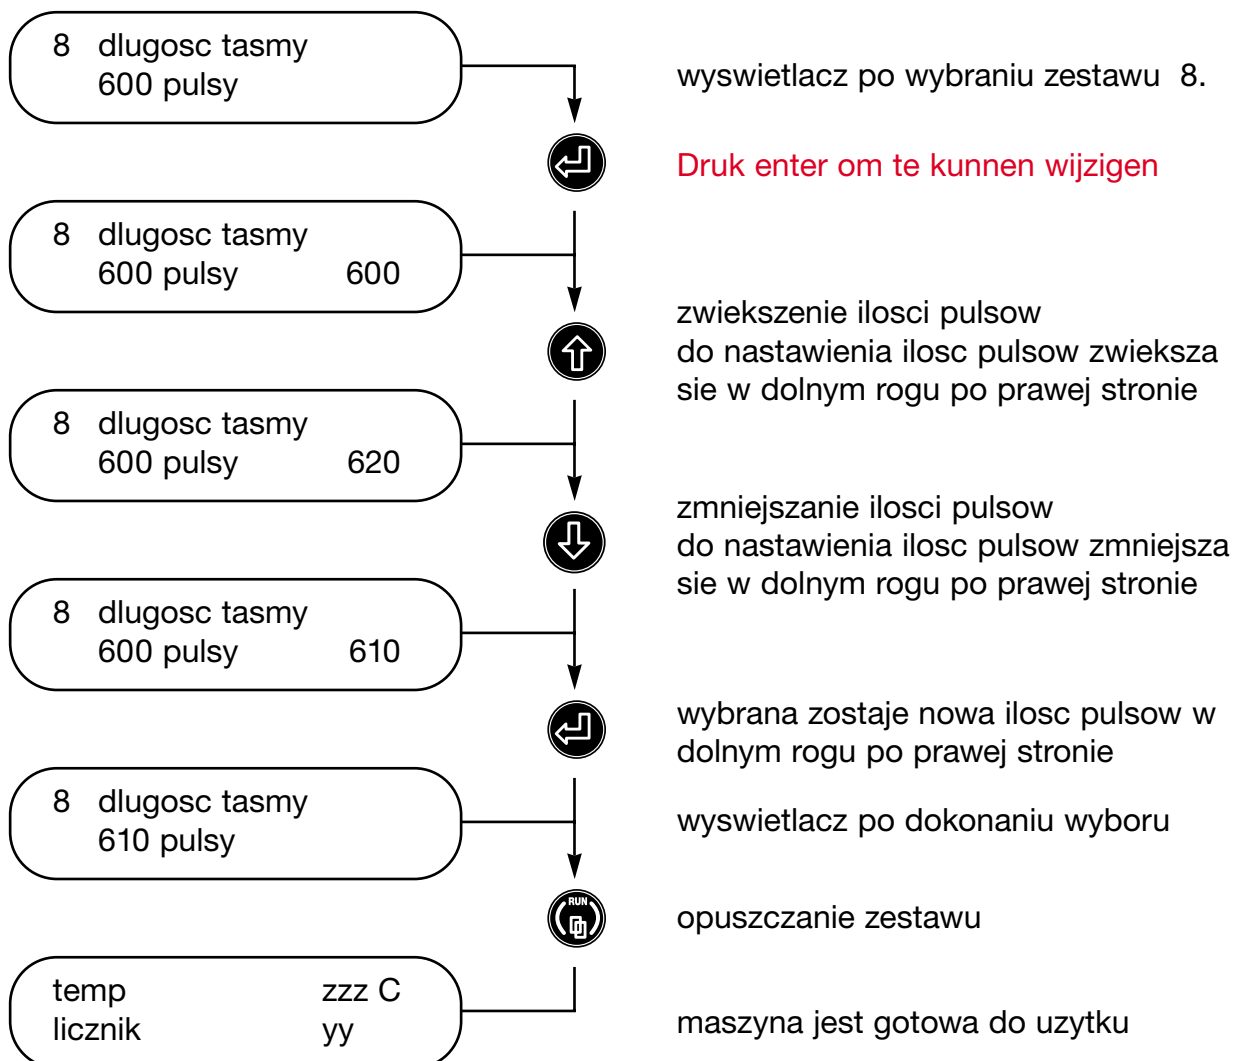 8 dlugosc tasmy
600 pulsy
wyswietlacz po wybraniu zestawu 8.
Druk enter om te kunnen wijzigen
8 dlugosc tasmy
600 pulsy 600
zwiekszenie ilosci pulsow
do nastawienia ilosc pulsow zwieksza
sie w dolnym rogu po prawej stronie
8 dlugosc tasmy
600 pulsy 620
zmniejszanie ilosci pulsow
do nastawienia ilosc pulsow zmniejsza
sie w dolnym rogu po prawej stronie
8 dlugosc tasmy
600 pulsy 610
wybrana zostaje nowa ilosc pulsow w
dolnym rogu po prawej stronie
8 dlugosc tasmy
610 pulsy
wyswietlacz po dokonaniu wyboru
RUN
opuszczanie zestawu
temp zzz C
licznik yy
maszyna jest gotowa do uzytku